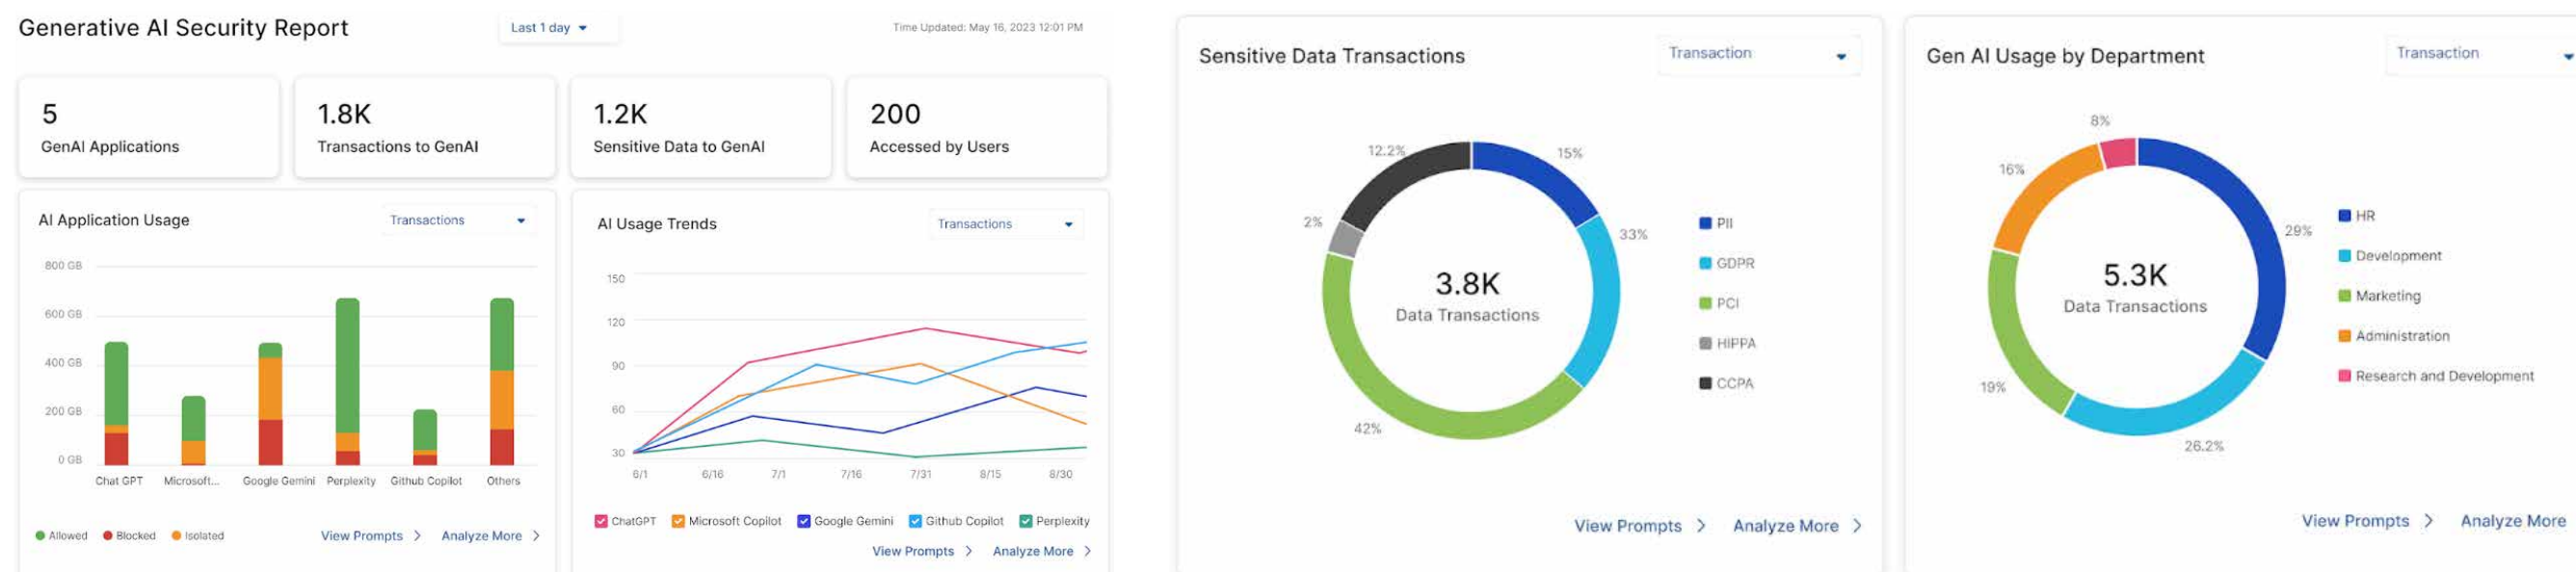 Generative AI Security Report
Last 1 day
Time Updated: May 16, 2023 12:01 PM
5
GenAI Applications
1.8K
Transactions to GenAI
1.2K
Sensitive Data to GenAI
200
Accessed by Users
AI Application Usage
Transactions
800 GB
600 GB
400 GB
200 GB
0 GB
Chat GPT
Microsoft...
Google Gemini
Perplexity
Github Copilot
Others
Allowed
Blocked
Isolated
View Prompts
Analyze More
AI Usage Trends
Transactions
150
120
90
60
30
6/1
6/16
7/1
7/16
7/31
8/15
8/30
ChatGPT
Microsoft Copilot
Google Gemini
Github Copilot
Perplexity
View Prompts
Analyze More
Sensitive Data Transactions
Transaction
12.2%
15%
2%
33%
42%
3.8K
Data Transactions
PII
GDPR
PCI
HIPPA
CCPA
View Prompts
Analyze More
Gen AI Usage by Department
Transaction
8%
16%
29%
19%
26.2%
5.3K
Data Transactions
HR
Development
Marketing
Administration
Research and Development
View Prompts
Analyze More